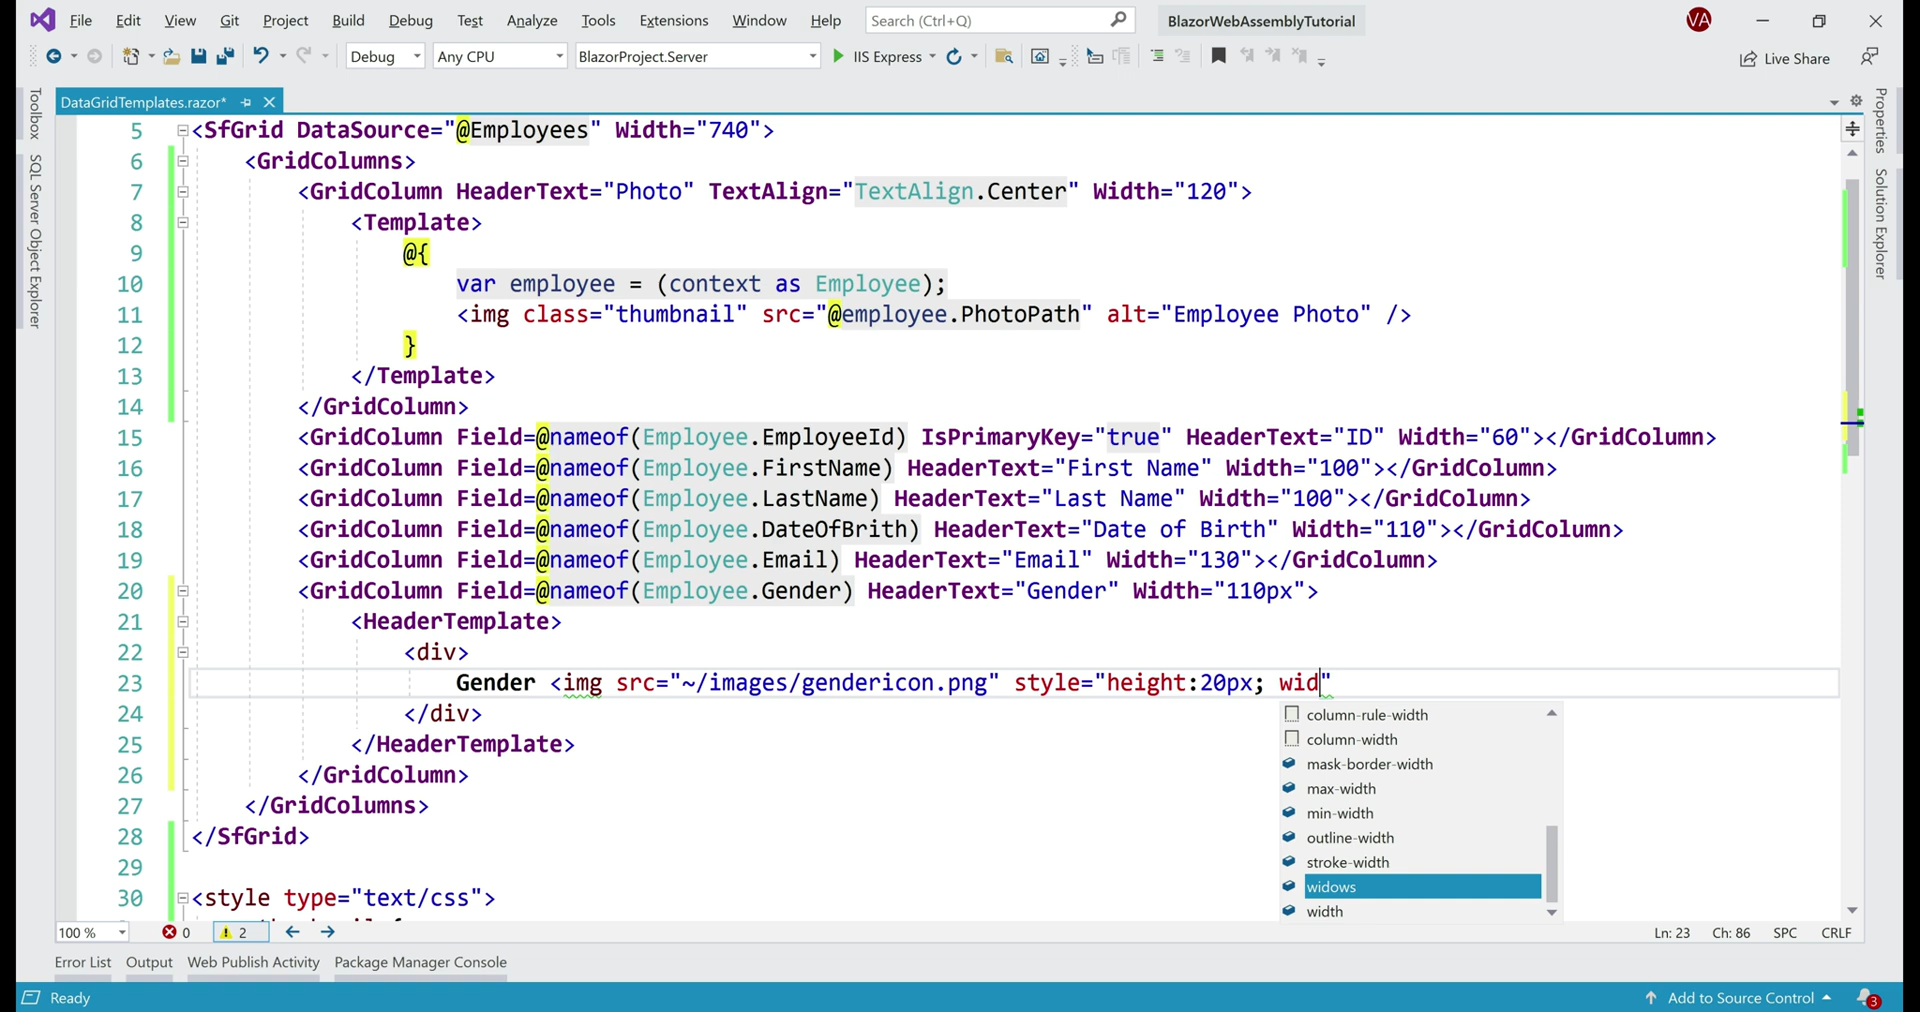 File Edit View Git Project Build Debug Test Analyze Tools Extensions Window Help Search (Ctrl+Q) BlazorWebAssemblyTutorial VA
Debug Any CPU BlazorProject.Server IIS Express Live Share
DataGridTemplates.razor*
Toolbox
SQL Server Object Explorer
Properties
Solution Explorer
5 <SfGrid DataSource="@Employees" Width="740">
6 <GridColumns>
7 <GridColumn HeaderText="Photo" TextAlign="TextAlign.Center" Width="120">
8 <Template>
9 @{
10 var employee = (context as Employee);
11 <img class="thumbnail" src="@employee.PhotoPath" alt="Employee Photo" />
12 }
13 </Template>
14 </GridColumn>
15 <GridColumn Field=@nameof(Employee.EmployeeId) IsPrimaryKey="true" HeaderText="ID" Width="60"></GridColumn>
16 <GridColumn Field=@nameof(Employee.FirstName) HeaderText="First Name" Width="100"></GridColumn>
17 <GridColumn Field=@nameof(Employee.LastName) HeaderText="Last Name" Width="100"></GridColumn>
18 <GridColumn Field=@nameof(Employee.DateOfBrith) HeaderText="Date of Birth" Width="110"></GridColumn>
19 <GridColumn Field=@nameof(Employee.Email) HeaderText="Email" Width="130"></GridColumn>
20 <GridColumn Field=@nameof(Employee.Gender) HeaderText="Gender" Width="110px">
21 <HeaderTemplate>
22 <div>
23 Gender <img src="~/images/gendericon.png" style="height:20px; wid"
24 </div>
25 </HeaderTemplate>
26 </GridColumn>
27 </GridColumns>
28 </SfGrid>
29
30 <style type="text/css">
column-rule-width
column-width
mask-border-width
max-width
min-width
outline-width
stroke-width
widows
width
100 % 0 2 Ln: 23 Ch: 86 SPC CRLF
Error List Output Web Publish Activity Package Manager Console
Ready Add to Source Control 3